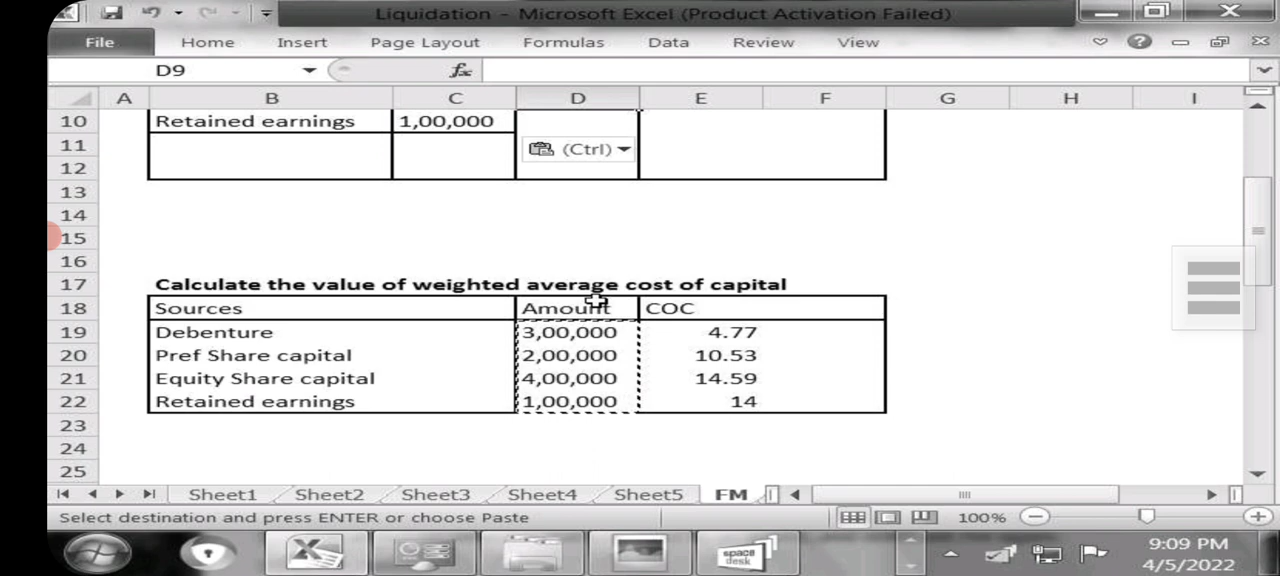 Liquidation - Microsoft Excel (Product Activation Failed)
File Home Insert Page Layout Formulas Data Review View
D9 fx
A B C D E F G H I
10 Retained earnings 1,00,000
11 (Ctrl)
12
13
14
15
16
17 Calculate the value of weighted average cost of capital
18 Sources Amount COC
19 Debenture 3,00,000 4.77
20 Pref Share capital 2,00,000 10.53
21 Equity Share capital 4,00,000 14.59
22 Retained earnings 1,00,000 14
23
24
25
Sheet1 Sheet2 Sheet3 Sheet4 Sheet5 FM
Select destination and press ENTER or choose Paste 100%
space desk
9:09 PM
4/5/2022